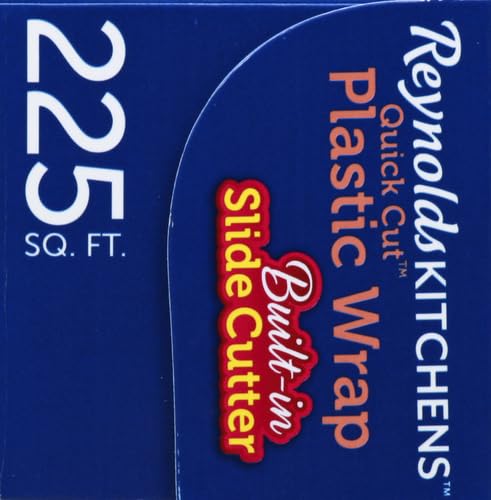 Reynolds KITCHENS™
Quick Cut™
Plastic Wrap
Built-in
Slide Cutter
225
SQ. FT.